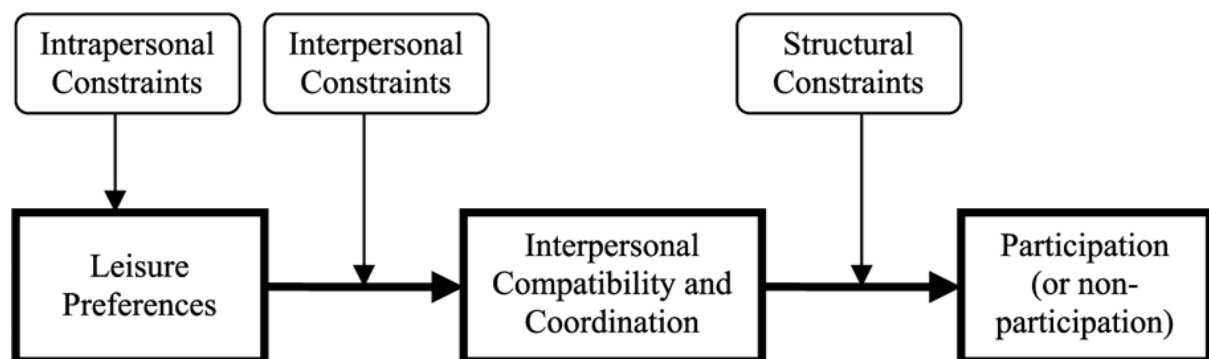 Intrapersonal
Constraints
Interpersonal
Constraints
Structural
Constraints
Leisure
Preferences
Interpersonal
Compatibility and
Coordination
Participation
(or non-
participation)